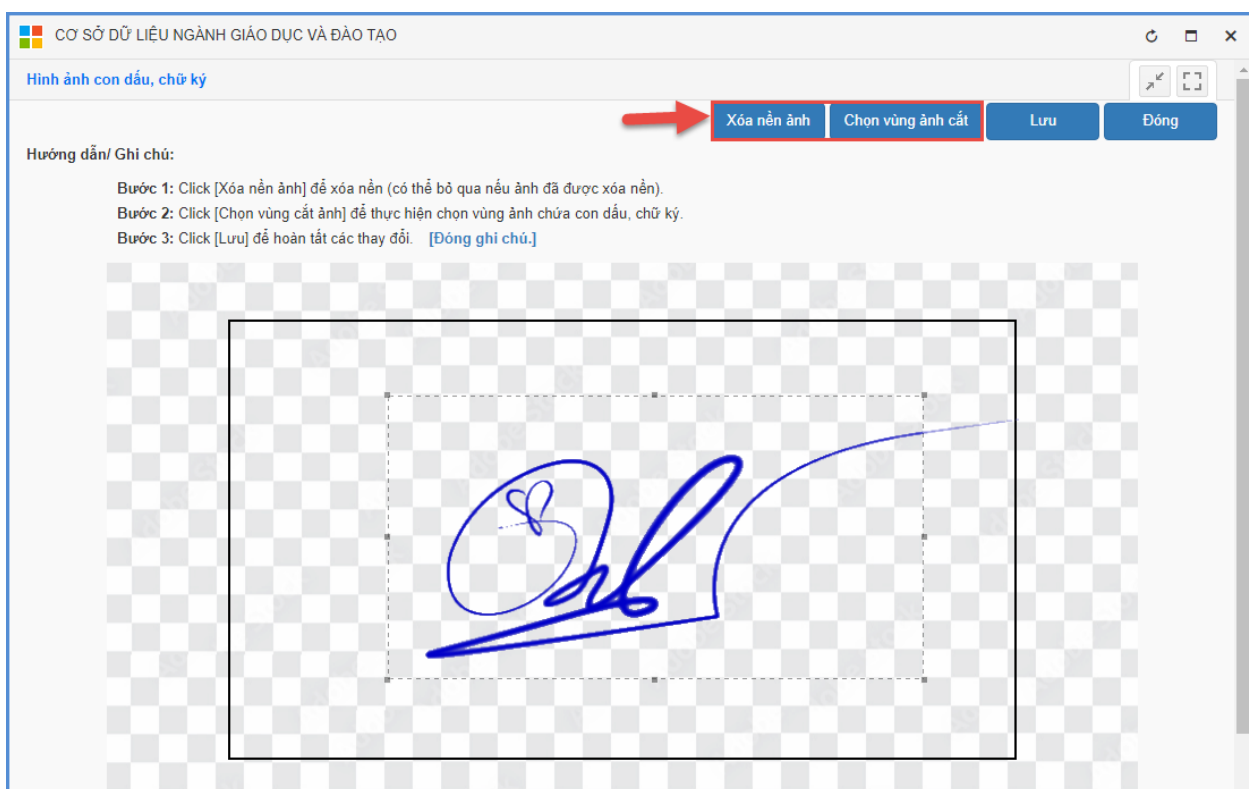 CƠ SỞ DỮ LIỆU NGÀNH GIÁO DỤC VÀ ĐÀO TẠO
Hình ảnh con dấu, chữ ký
Xóa nền ảnh Chọn vùng ảnh cắt Lưu Đóng
Hướng dẫn/ Ghi chú:
Bước 1: Click [Xóa nền ảnh] để xóa nền (có thể bỏ qua nếu ảnh đã được xóa nền).
Bước 2: Click [Chọn vùng cắt ảnh] để thực hiện chọn vùng ảnh chứa con dấu, chữ ký.
Bước 3: Click [Lưu] để hoàn tất các thay đổi. [Đóng ghi chú.]